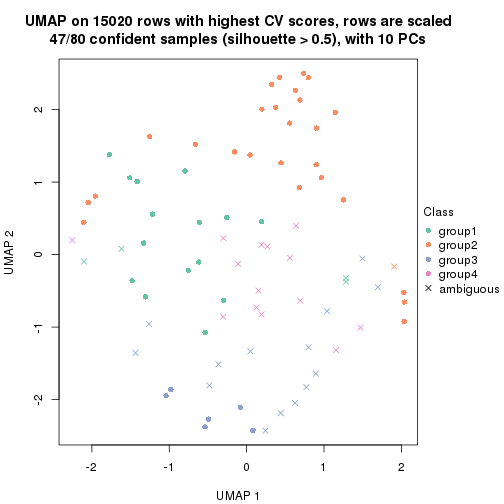 UMAP on 15020 rows with highest CV scores, rows are scaled
47/80 confident samples (silhouette > 0.5), with 10 PCs
2
1
0
-1
-2
UMAP 2
-2
-1
0
1
2
UMAP 1
Class
group1
group2
group3
group4
ambiguous